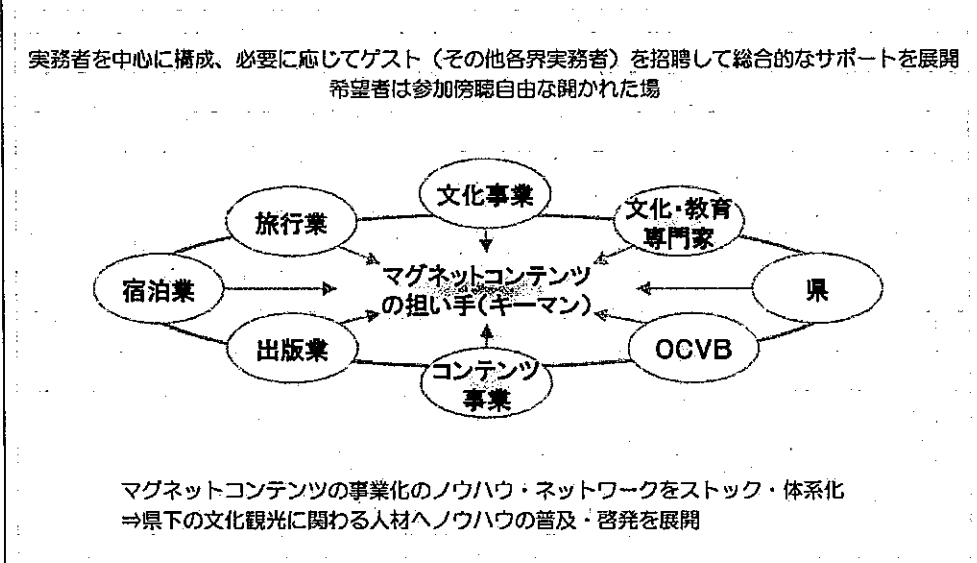 実務者を中心に構成、必要に応じてゲスト（その他各界実務者）を招聘して総合的なサポートを展開
希望者は参加傍聴自由な開かれた場
文化事業
旅行業
文化・教育
専門家
宿泊業
マグネットコンテンツ
の担い手（キーマン）
県
出版業
OCVB
コンテンツ
事業
マグネットコンテンツの事業化のノウハウ・ネットワークをストック・体系化
⇒県下の文化観光に関わる人材へノウハウの普及・啓発を展開